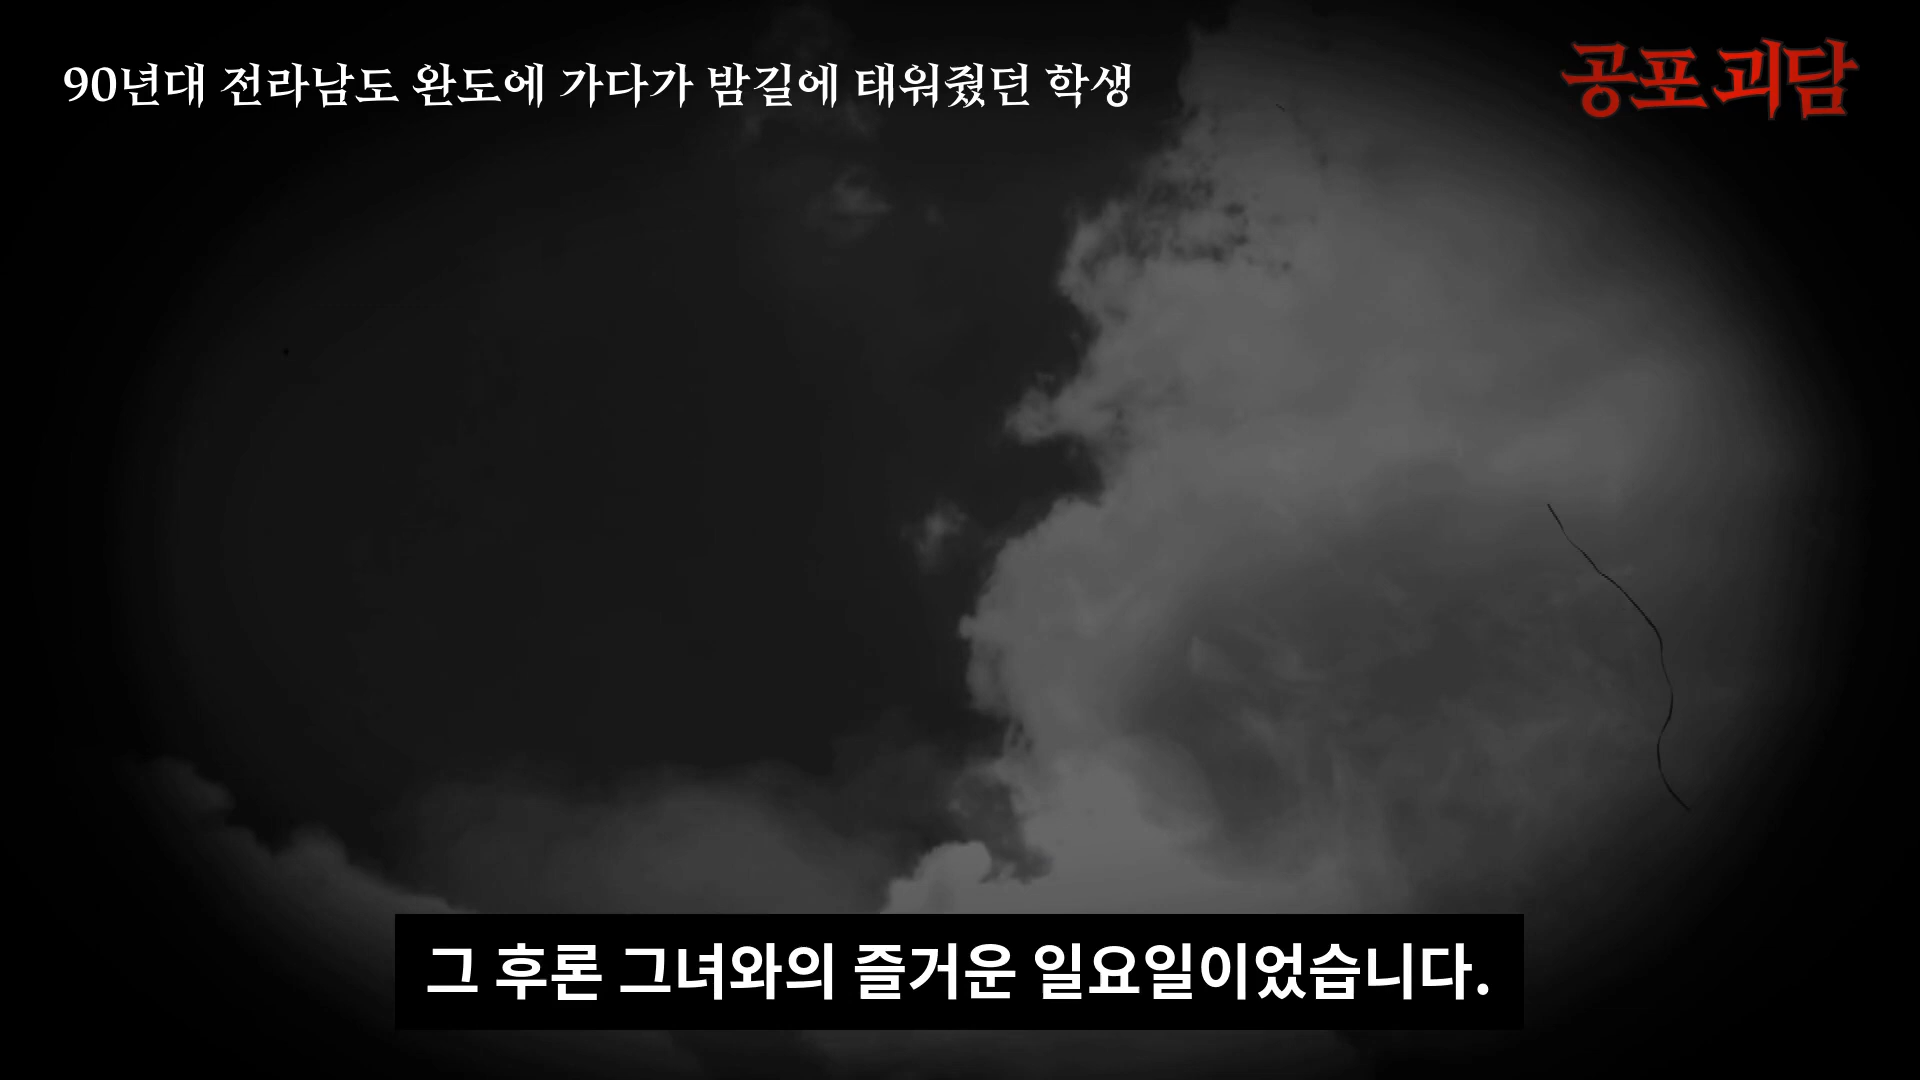 90년대 전라남도 완도에 가다가 밤길에 태워줬던 학생
공포 괴담
그 후론 그녀와의 즐거운 일요일이었습니다.